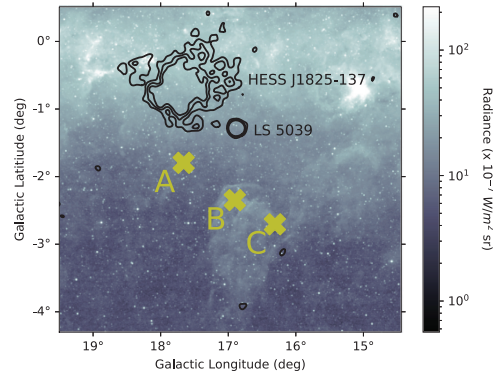 0°
-1°
-2°
-3°
-4°
Galactic Latitiude (deg)
19°
18°
17°
16°
15°
Galactic Longitude (deg)
HESS J1825-137
LS 5039
A
B
C
10²
10¹
10⁰
Radiance (x 10⁻⁷ W/m² sr)